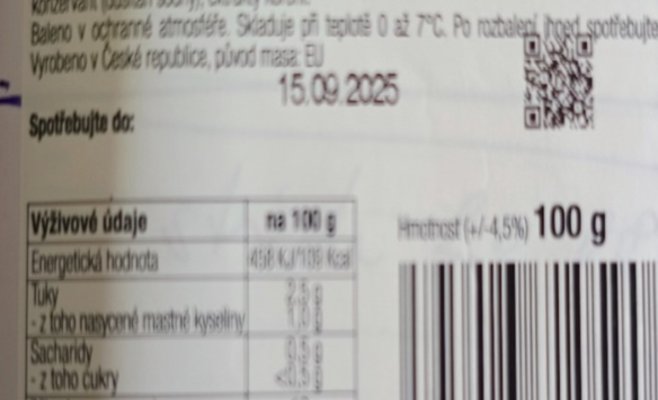 Baleno v ochranné atmosféře. Skladuje při teplotě 0 až 7°C. Po rozbalení ihned spotřebujte
Vyrobeno v České republice, původ masa: EU
15.09.2025
Spotřebujte do:
Výživové údaje na 100 g
Hmotnost (+/-4,5%) 100 g
Energetická hodnota
Tuky
- z toho nasycené mastné kyseliny
Sacharidy
- z toho cukry